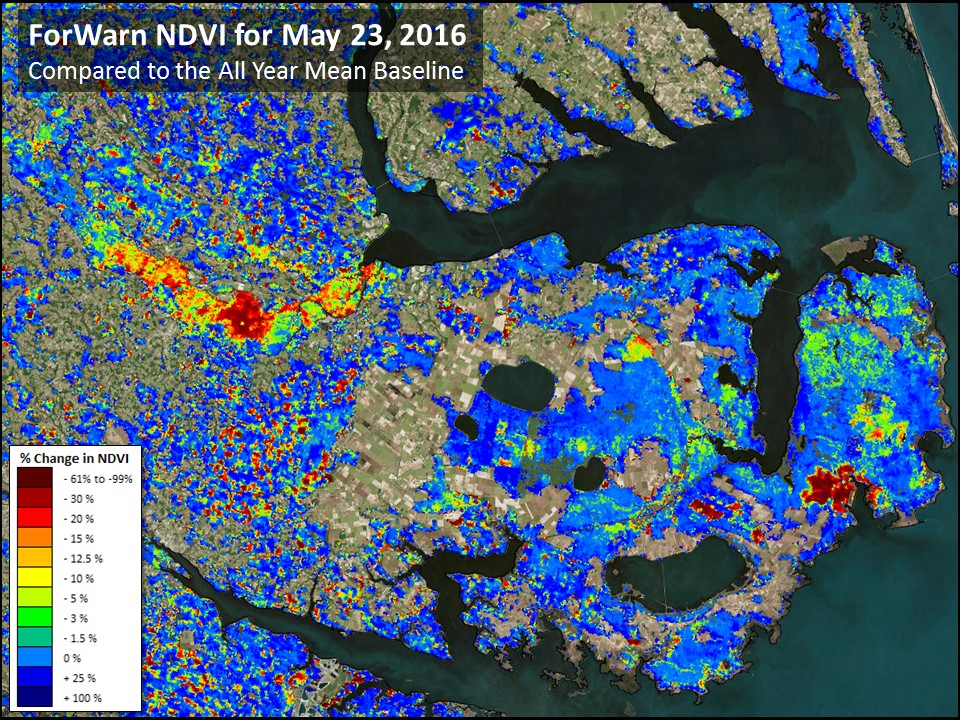 ForWarn NDVI for May 23, 2016
Compared to the All Year Mean Baseline
% Change in NDVI
- 61% to -99%
- 30 %
- 20 %
- 15 %
- 12.5 %
- 10 %
- 5 %
- 3 %
- 1.5 %
0 %
+ 25 %
+ 100 %